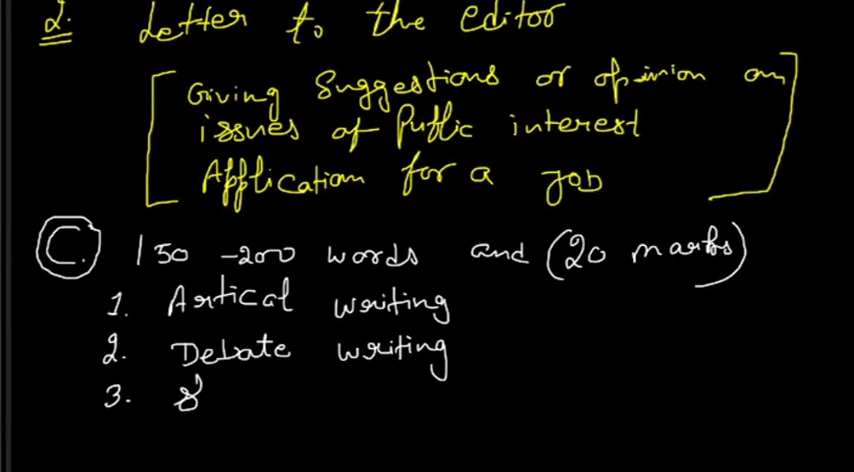 2. Letter to the editor
Giving Suggestions or opinion on
issues of Public interest
Application for a job
C. 150 -200 words and (20 marks)
1. Artical writing
2. Debate writing
3. S